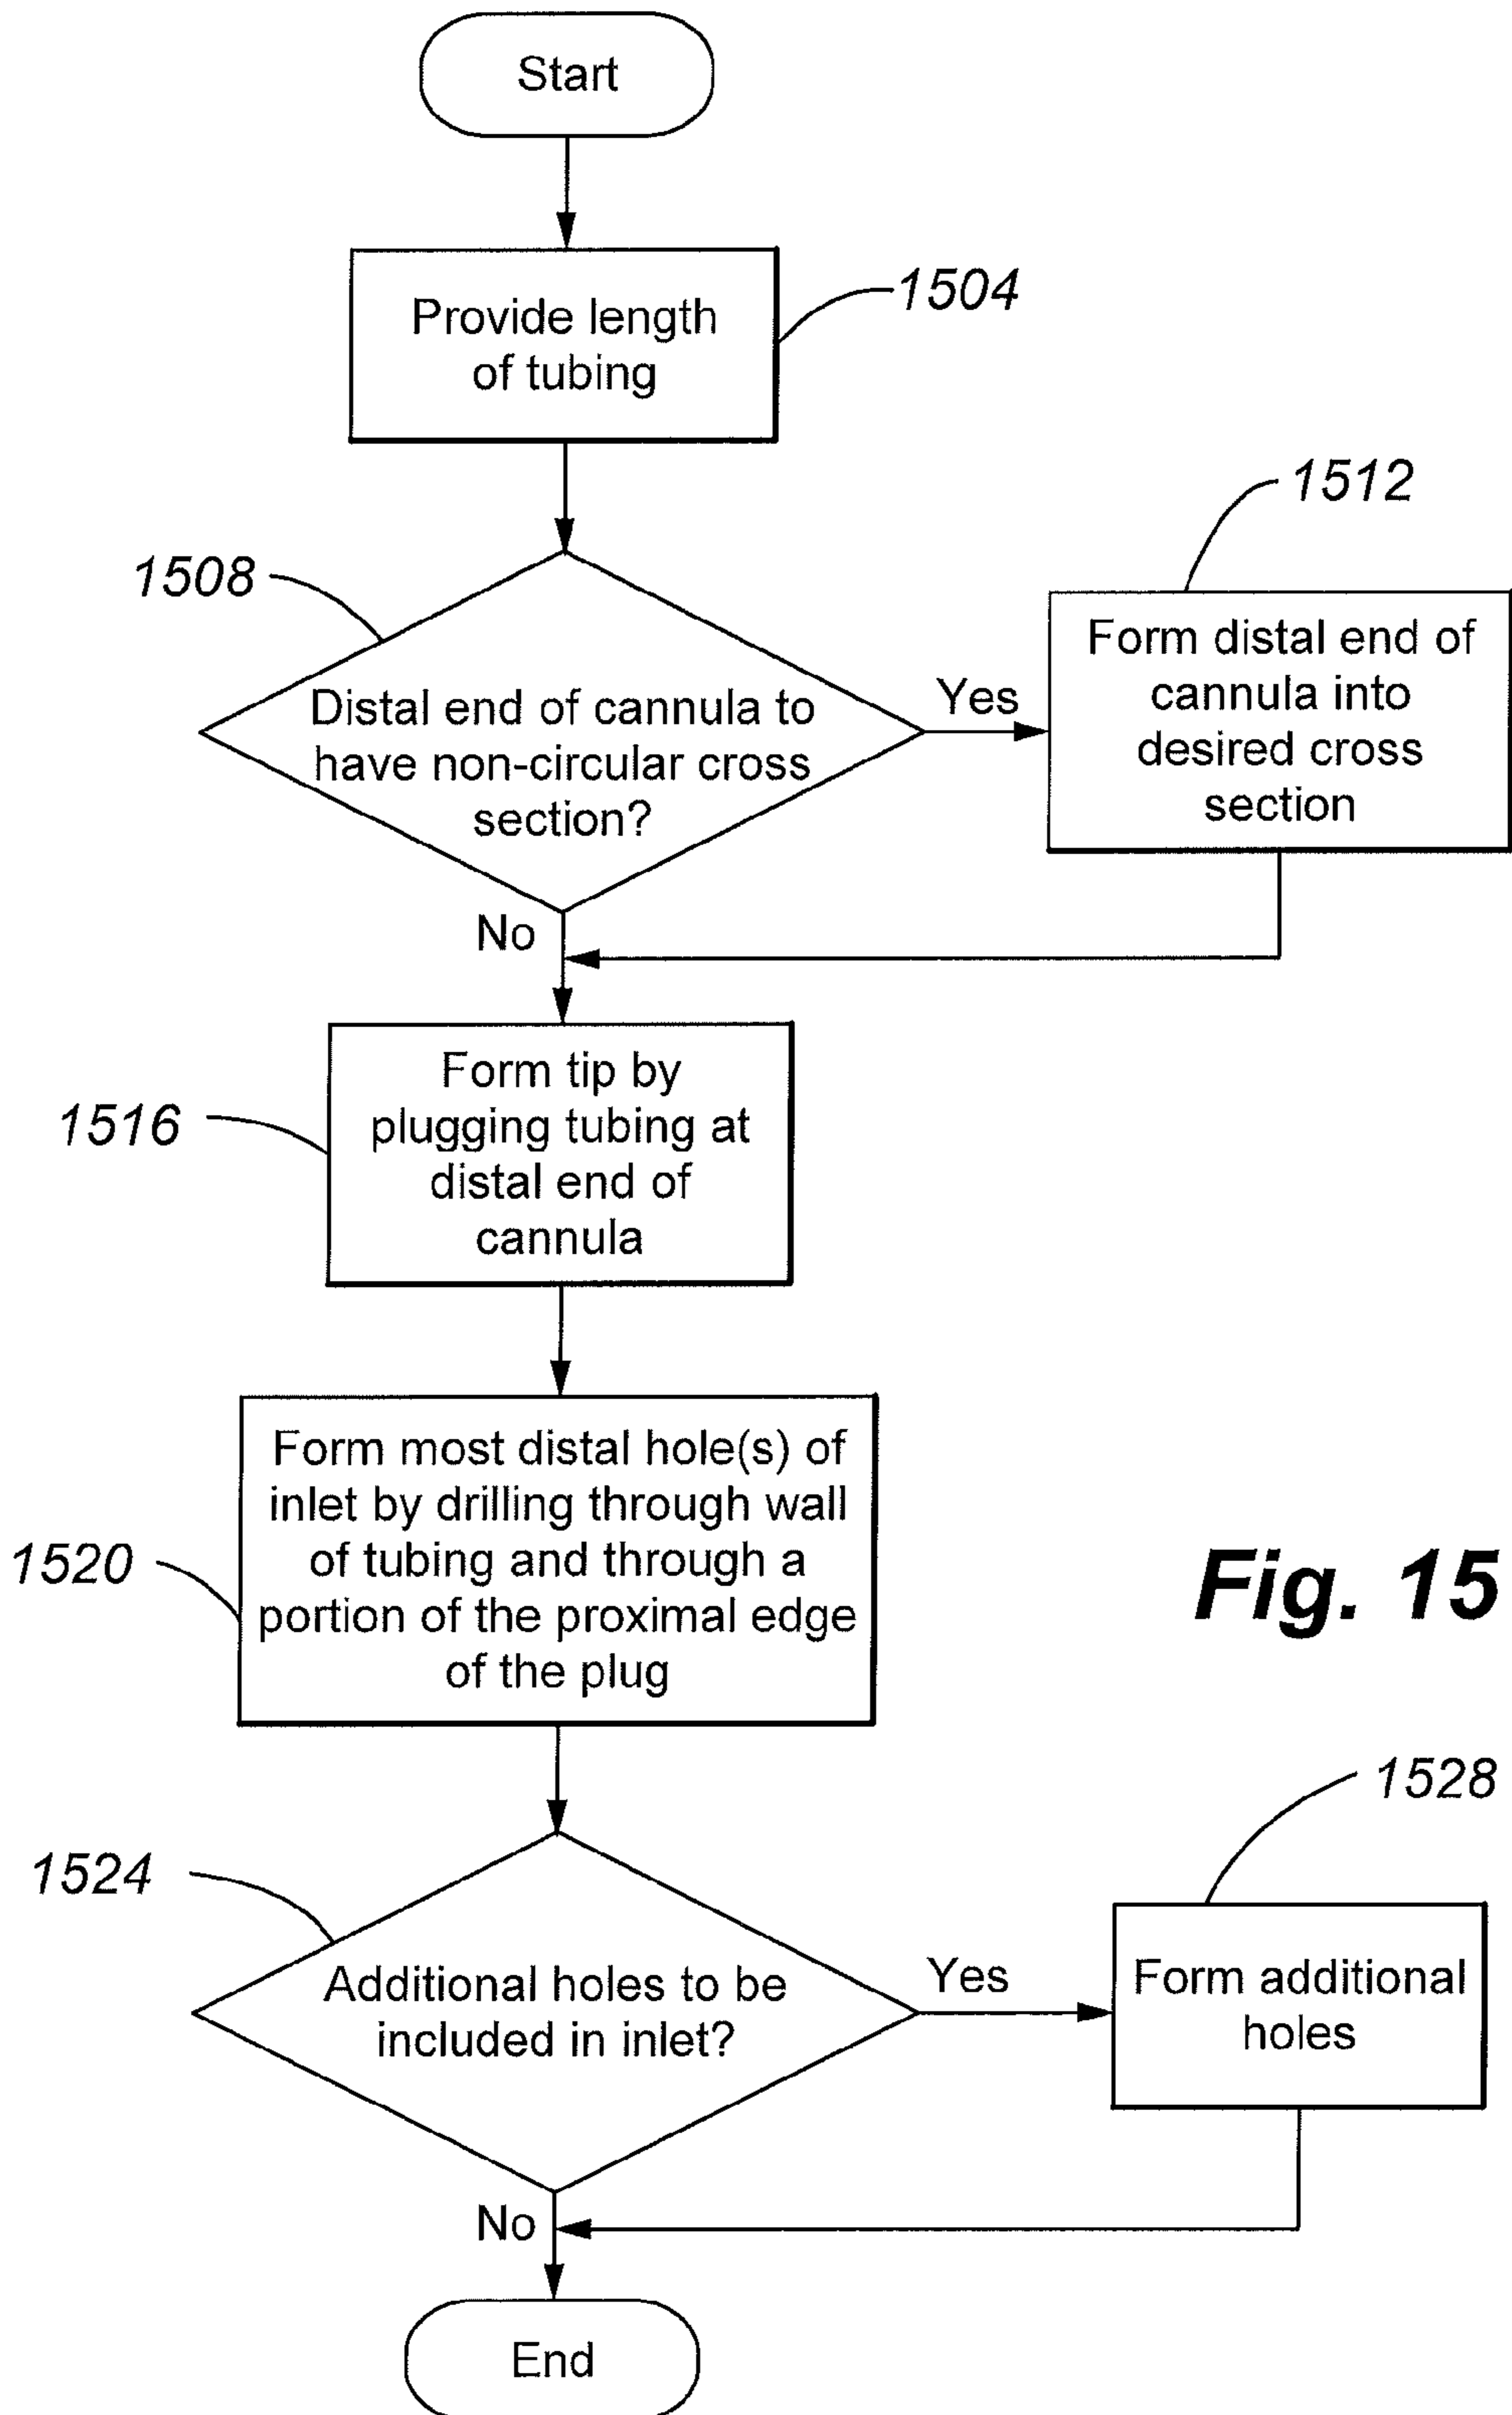 Start
Provide length
of tubing
1504
1508
Distal end of cannula to
have non-circular cross
section?
Yes
1512
Form distal end of
cannula into
desired cross
section
No
1516
Form tip by
plugging tubing at
distal end of
cannula
1520
Form most distal hole(s) of
inlet by drilling through wall
of tubing and through a
portion of the proximal edge
of the plug
Fig. 15
1524
Additional holes to be
included in inlet?
Yes
1528
Form additional
holes
No
End